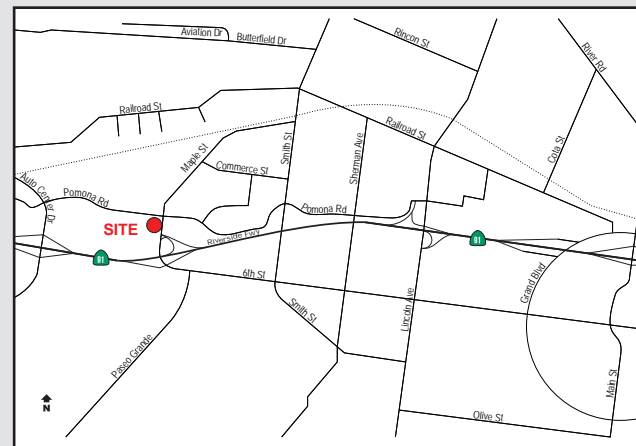 Aviation Dr
Butterfield Dr
Rincon St
River Rd
Railroad St
Railroad St
Cota St
Maple St
Smith St
Sherman Ave
Commerce St
Auto Center Dr
Pomona Rd
Pomona Rd
SITE
Riverside Fwy
91
91
6th St
Grand Blvd
Lincoln Ave
Smith St
Paseo Grande
Main St
N
Olive St